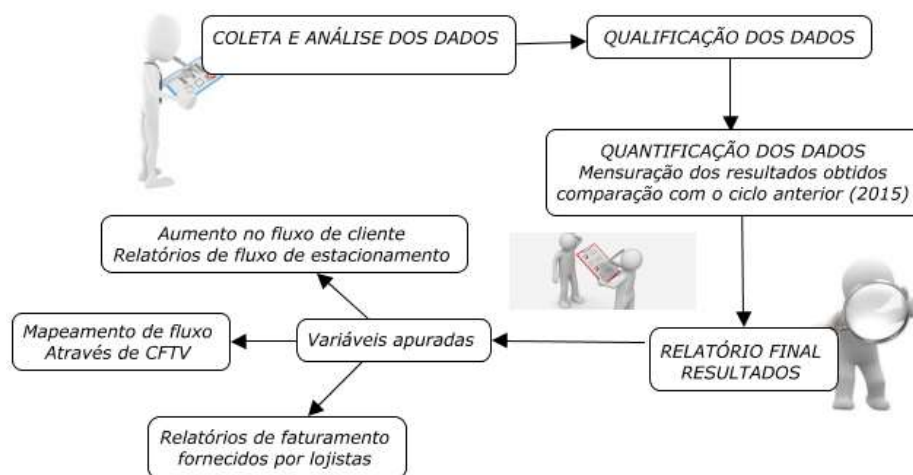 COLETA E ANÁLISE DOS DADOS
QUALIFICAÇÃO DOS DADOS
QUANTIFICAÇÃO DOS DADOS
Mensuração dos resultados obtidos
comparação com o ciclo anterior (2015)
RELATÓRIO FINAL
RESULTADOS
Variáveis apuradas
Aumento no fluxo de cliente
Relatórios de fluxo de estacionamento
Mapeamento de fluxo
Através de CFTV
Relatórios de faturamento
fornecidos por lojistas